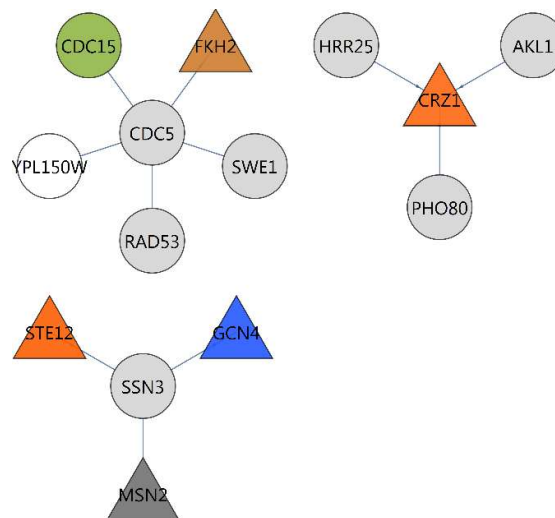 CDC15
FKH2
HRR25
AKL1
CRZ1
CDC5
YPL150W
SWE1
PHO80
RAD53
STE12
GCN4
SSN3
MSN2